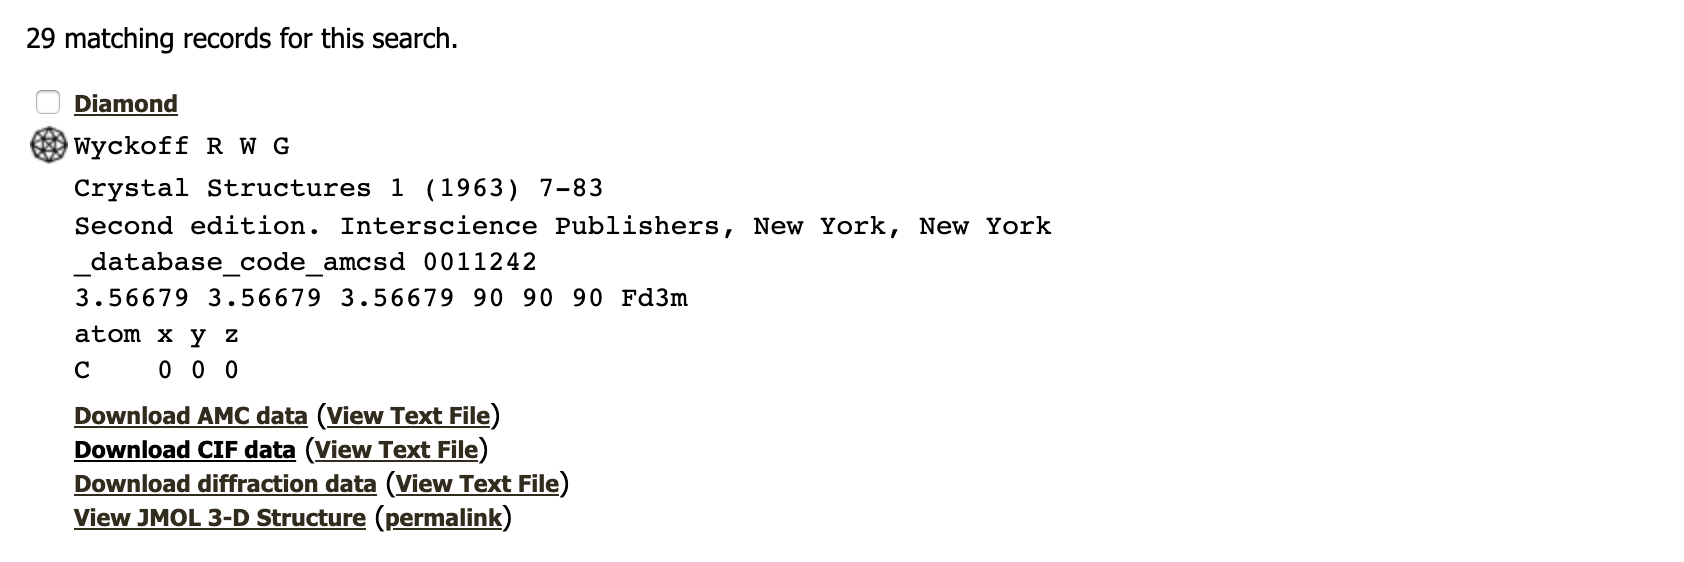 29 matching records for this search.
Diamond
Wyckoff R W G
Crystal Structures 1 (1963) 7-83
Second edition. Interscience Publishers, New York, New York
_database_code_amcsd 0011242
3.56679 3.56679 3.56679 90 90 90 Fd3m
atom x y z
C 0 0 0
Download AMC data (View Text File)
Download CIF data (View Text File)
Download diffraction data (View Text File)
View JMOL 3-D Structure (permalink)